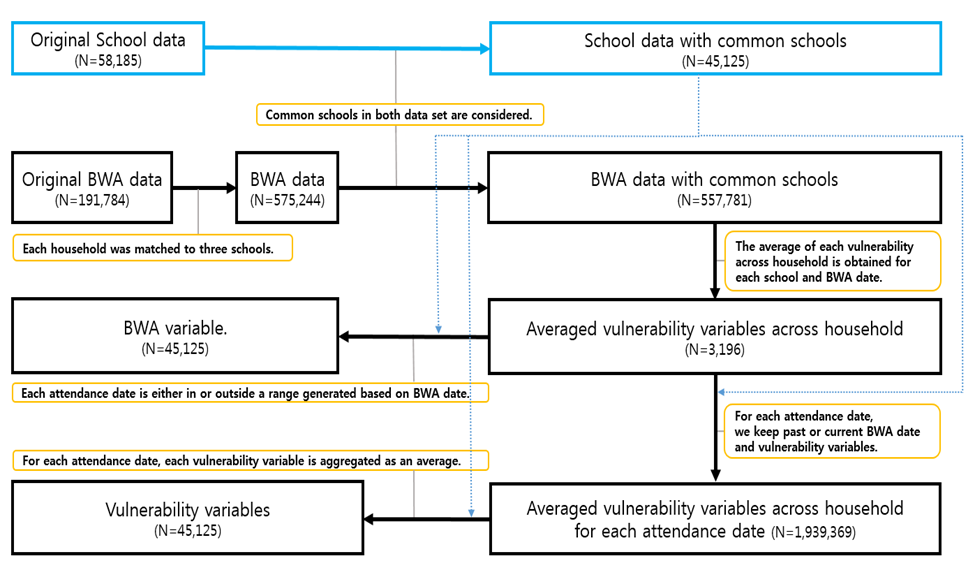 Original School data
(N=58,185)
School data with common schools
(N=45,125)
Common schools in both data set are considered.
Original BWA data
(N=191,784)
BWA data
(N=575,244)
BWA data with common schools
(N=557,781)
Each household was matched to three schools.
The average of each vulnerability
across household is obtained for
each school and BWA date.
BWA variable.
(N=45,125)
Averaged vulnerability variables across household
(N=3,196)
Each attendance date is either in or outside a range generated based on BWA date.
For each attendance date,
we keep past or current BWA date
and vulnerability variables.
For each attendance date, each vulnerability variable is aggregated as an average.
Vulnerability variables
(N=45,125)
Averaged vulnerability variables across household
for each attendance date (N=1,939,369)